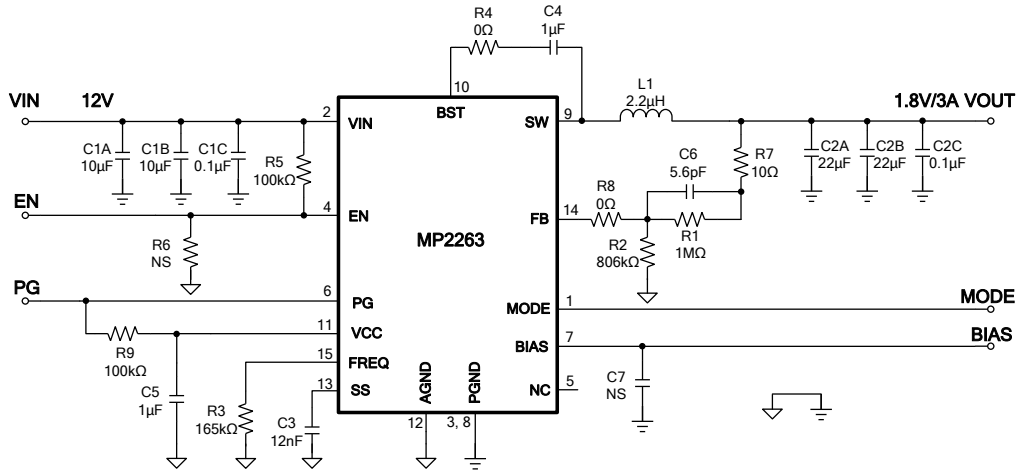 R4
0Ω
C4
1µF
10
BST
VIN
12V
2
VIN
SW
9
L1
2.2µH
1.8V/3A VOUT
C1A
10µF
C1B
10µF
C1C
0.1µF
R5
100kΩ
C6
5.6pF
R7
10Ω
C2A
22µF
C2B
22µF
C2C
0.1µF
EN
4
EN
FB
14
R8
0Ω
R1
1MΩ
R2
806kΩ
R6
NS
MP2263
PG
6
PG
MODE
1
MODE
11
VCC
BIAS
7
BIAS
R9
100kΩ
15
FREQ
13
SS
NC
5
C7
NS
C5
1µF
R3
165kΩ
C3
12nF
AGND
PGND
12
3, 8